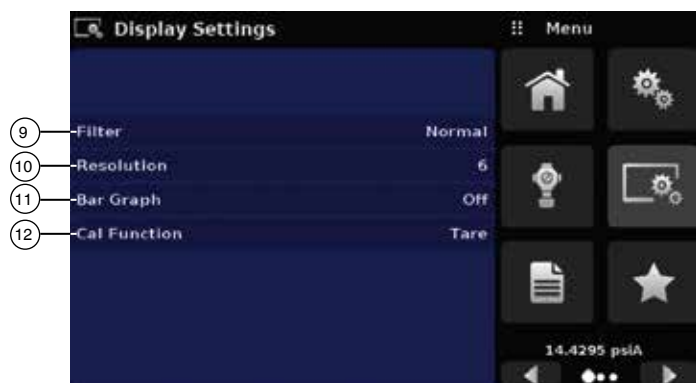 Display Settings
Menu
9 Filter Normal
10 Resolution 6
11 Bar Graph Off
12 Cal Function Tare
14.4295 psiA